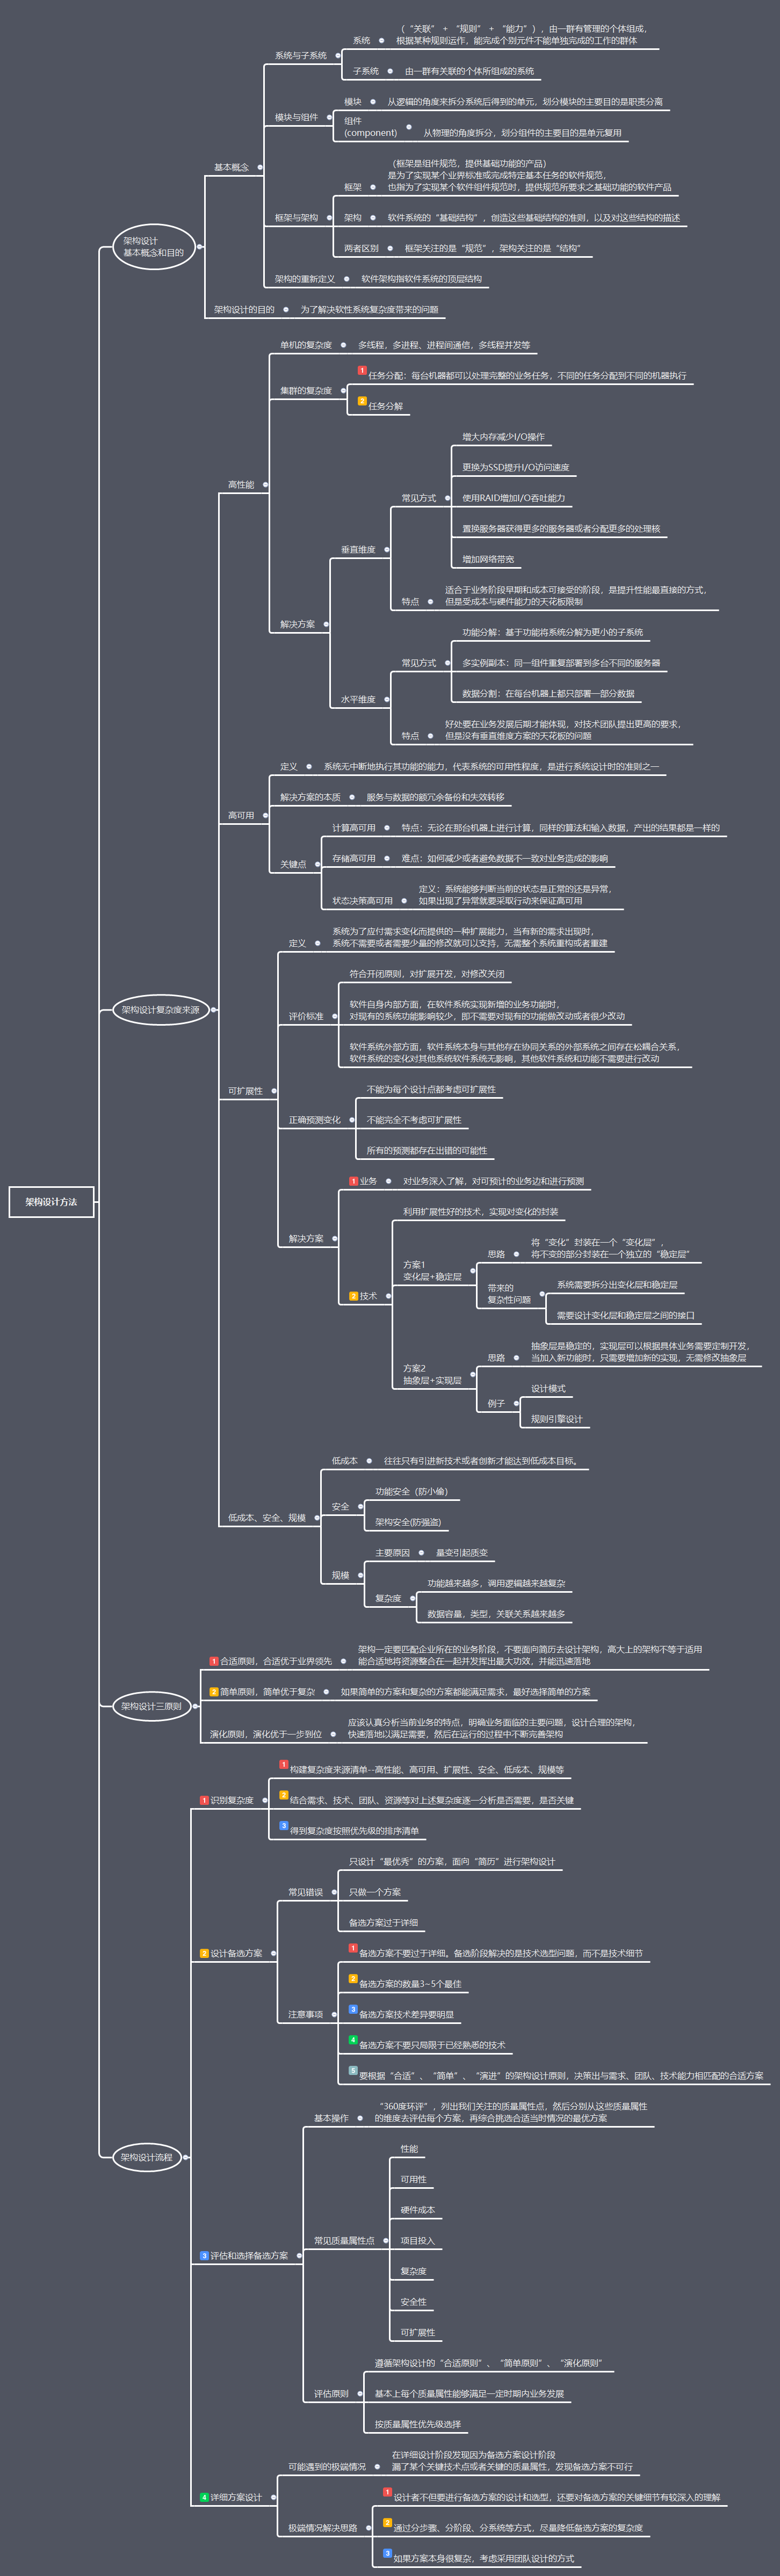 架构设计方法
架构设计
基本概念和目的
基本概念
系统与子系统
系统
（“关联” + “规则” + “能力”），由一群有管理的个体组成，
根据某种规则运作，能完成个别元件不能单独完成的工作的群体
子系统
由一群有关联的个体所组成的系统
模块与组件
模块
从逻辑的角度来拆分系统后得到的单元，划分模块的主要目的是职责分离
组件
(component)
从物理的角度拆分，划分组件的主要目的是单元复用
框架与架构
框架
（框架是组件规范，提供基础功能的产品）
是为了实现某个业界标准或完成特定基本任务的软件规范，
也指为了实现某个软件组件规范时，提供规范所要求之基础功能的软件产品
架构
软件系统的“基础结构”，创造这些基础结构的准则，以及对这些结构的描述
两者区别
框架关注的是“规范”，架构关注的是“结构”
架构的重新定义
软件架构指软件系统的顶层结构
架构设计的目的
为了解决软性系统复杂度带来的问题
架构设计复杂度来源
高性能
单机的复杂度
多线程，多进程、进程间通信，多线程并发等
集群的复杂度
1 任务分配：每台机器都可以处理完整的业务任务，不同的任务分配到不同的机器执行
2 任务分解
解决方案
垂直维度
常见方式
增大内存减少I/O操作
更换为SSD提升I/O访问速度
使用RAID增加I/O吞吐能力
置换服务器获得更多的服务器或者分配更多的处理核
增加网络带宽
特点
适合于业务阶段早期和成本可接受的阶段，是提升性能最直接的方式，
但是受成本与硬件能力的天花板限制
水平维度
常见方式
功能分解：基于功能将系统分解为更小的子系统
多实例副本：同一组件重复部署到多台不同的服务器
数据分割：在每台机器上都只部署一部分数据
特点
好处要在业务发展后期才能体现，对技术团队提出更高的要求，
但是没有垂直维度方案的天花板的问题
高可用
定义
系统无中断地执行其功能的能力，代表系统的可用性程度，是进行系统设计时的准则之一
解决方案的本质
服务与数据的额冗余备份和失效转移
关键点
计算高可用
特点：无论在那台机器上进行计算，同样的算法和输入数据，产出的结果都是一样的
存储高可用
难点：如何减少或者避免数据不一致对业务造成的影响
状态决策高可用
定义：系统能够判断当前的状态是正常的还是异常，
如果出现了异常就要采取行动来保证高可用
可扩展性
定义
系统为了应付需求变化而提供的一种扩展能力，当有新的需求出现时，
系统不需要或者需要少量的修改就可以支持，无需整个系统重构或者重建
评价标准
符合开闭原则，对扩展开发，对修改关闭
软件自身内部方面，在软件系统实现新增的业务功能时，
对现有的系统功能影响较少，即不需要对现有的功能做改动或者很少改动
软件系统外部方面，软件系统本身与其他存在协同关系的外部系统之间存在松耦合关系，
软件系统的变化对其他系统软件系统无影响，其他软件系统和功能不需要进行改动
正确预测变化
不能为每个设计点都考虑可扩展性
不能完全不考虑可扩展性
所有的预测都存在出错的可能性
解决方案
1 业务
对业务深入了解，对可预计的业务边和进行预测
2 技术
利用扩展性好的技术，实现对变化的封装
方案1
变化层+稳定层
思路
将“变化”封装在一个“变化层”，
将不变的部分封装在一个独立的“稳定层”
带来的
复杂性问题
系统需要拆分出变化层和稳定层
需要设计变化层和稳定层之间的接口
方案2
抽象层+实现层
思路
抽象层是稳定的，实现层可以根据具体业务需要定制开发，
当加入新功能时，只需要增加新的实现，无需修改抽象层
例子
设计模式
规则引擎设计
低成本、安全、规模
低成本
往往只有引进新技术或者创新才能达到低成本目标。
安全
功能安全（防小偷）
架构安全(防强盗)
规模
主要原因
量变引起质变
复杂度
功能越来越多，调用逻辑越来越复杂
数据容量，类型，关联关系越来越多
架构设计三原则
1 合适原则，合适优于业界领先
架构一定要匹配企业所在的业务阶段，不要面向简历去设计架构，高大上的架构不等于适用
能合适地将资源整合在一起并发挥出最大功效，并能迅速落地
2 简单原则，简单优于复杂
如果简单的方案和复杂的方案都能满足需求，最好选择简单的方案
演化原则，演化优于一步到位
应该认真分析当前业务的特点，明确业务面临的主要问题，设计合理的架构，
快速落地以满足需要，然后在运行的过程中不断完善架构
架构设计流程
1 识别复杂度
1 构建复杂度来源清单--高性能、高可用、扩展性、安全、低成本、规模等
2 结合需求、技术、团队、资源等对上述复杂度逐一分析是否需要，是否关键
3 得到复杂度按照优先级的排序清单
2 设计备选方案
常见错误
只设计“最优秀”的方案，面向“简历”进行架构设计
只做一个方案
备选方案过于详细
注意事项
1 备选方案不要过于详细。备选阶段解决的是技术选型问题，而不是技术细节
2 备选方案的数量3~5个最佳
3 备选方案技术差异要明显
4 备选方案不要只局限于已经熟悉的技术
5 要根据“合适”、“简单”、“演进”的架构设计原则，决策出与需求、团队、技术能力相匹配的合适方案
3 评估和选择备选方案
基本操作
“360度环评”，列出我们关注的质量属性点，然后分别从这些质量属性
的维度去评估每个方案，再综合挑选合适当时情况的最优方案
常见质量属性点
性能
可用性
硬件成本
项目投入
复杂度
安全性
可扩展性
评估原则
遵循架构设计的“合适原则”、“简单原则”、“演化原则”
基本上每个质量属性能够满足一定时期内业务发展
按质量属性优先级选择
4 详细方案设计
可能遇到的极端情况
在详细设计阶段发现因为备选方案设计阶段
漏了某个关键技术点或者关键的质量属性，发现备选方案不可行
极端情况解决思路
1 设计者不但要进行备选方案的设计和选型，还要对备选方案的关键细节有较深入的理解
2 通过分步骤、分阶段、分系统等方式，尽量降低备选方案的复杂度
3 如果方案本身很复杂，考虑采用团队设计的方式